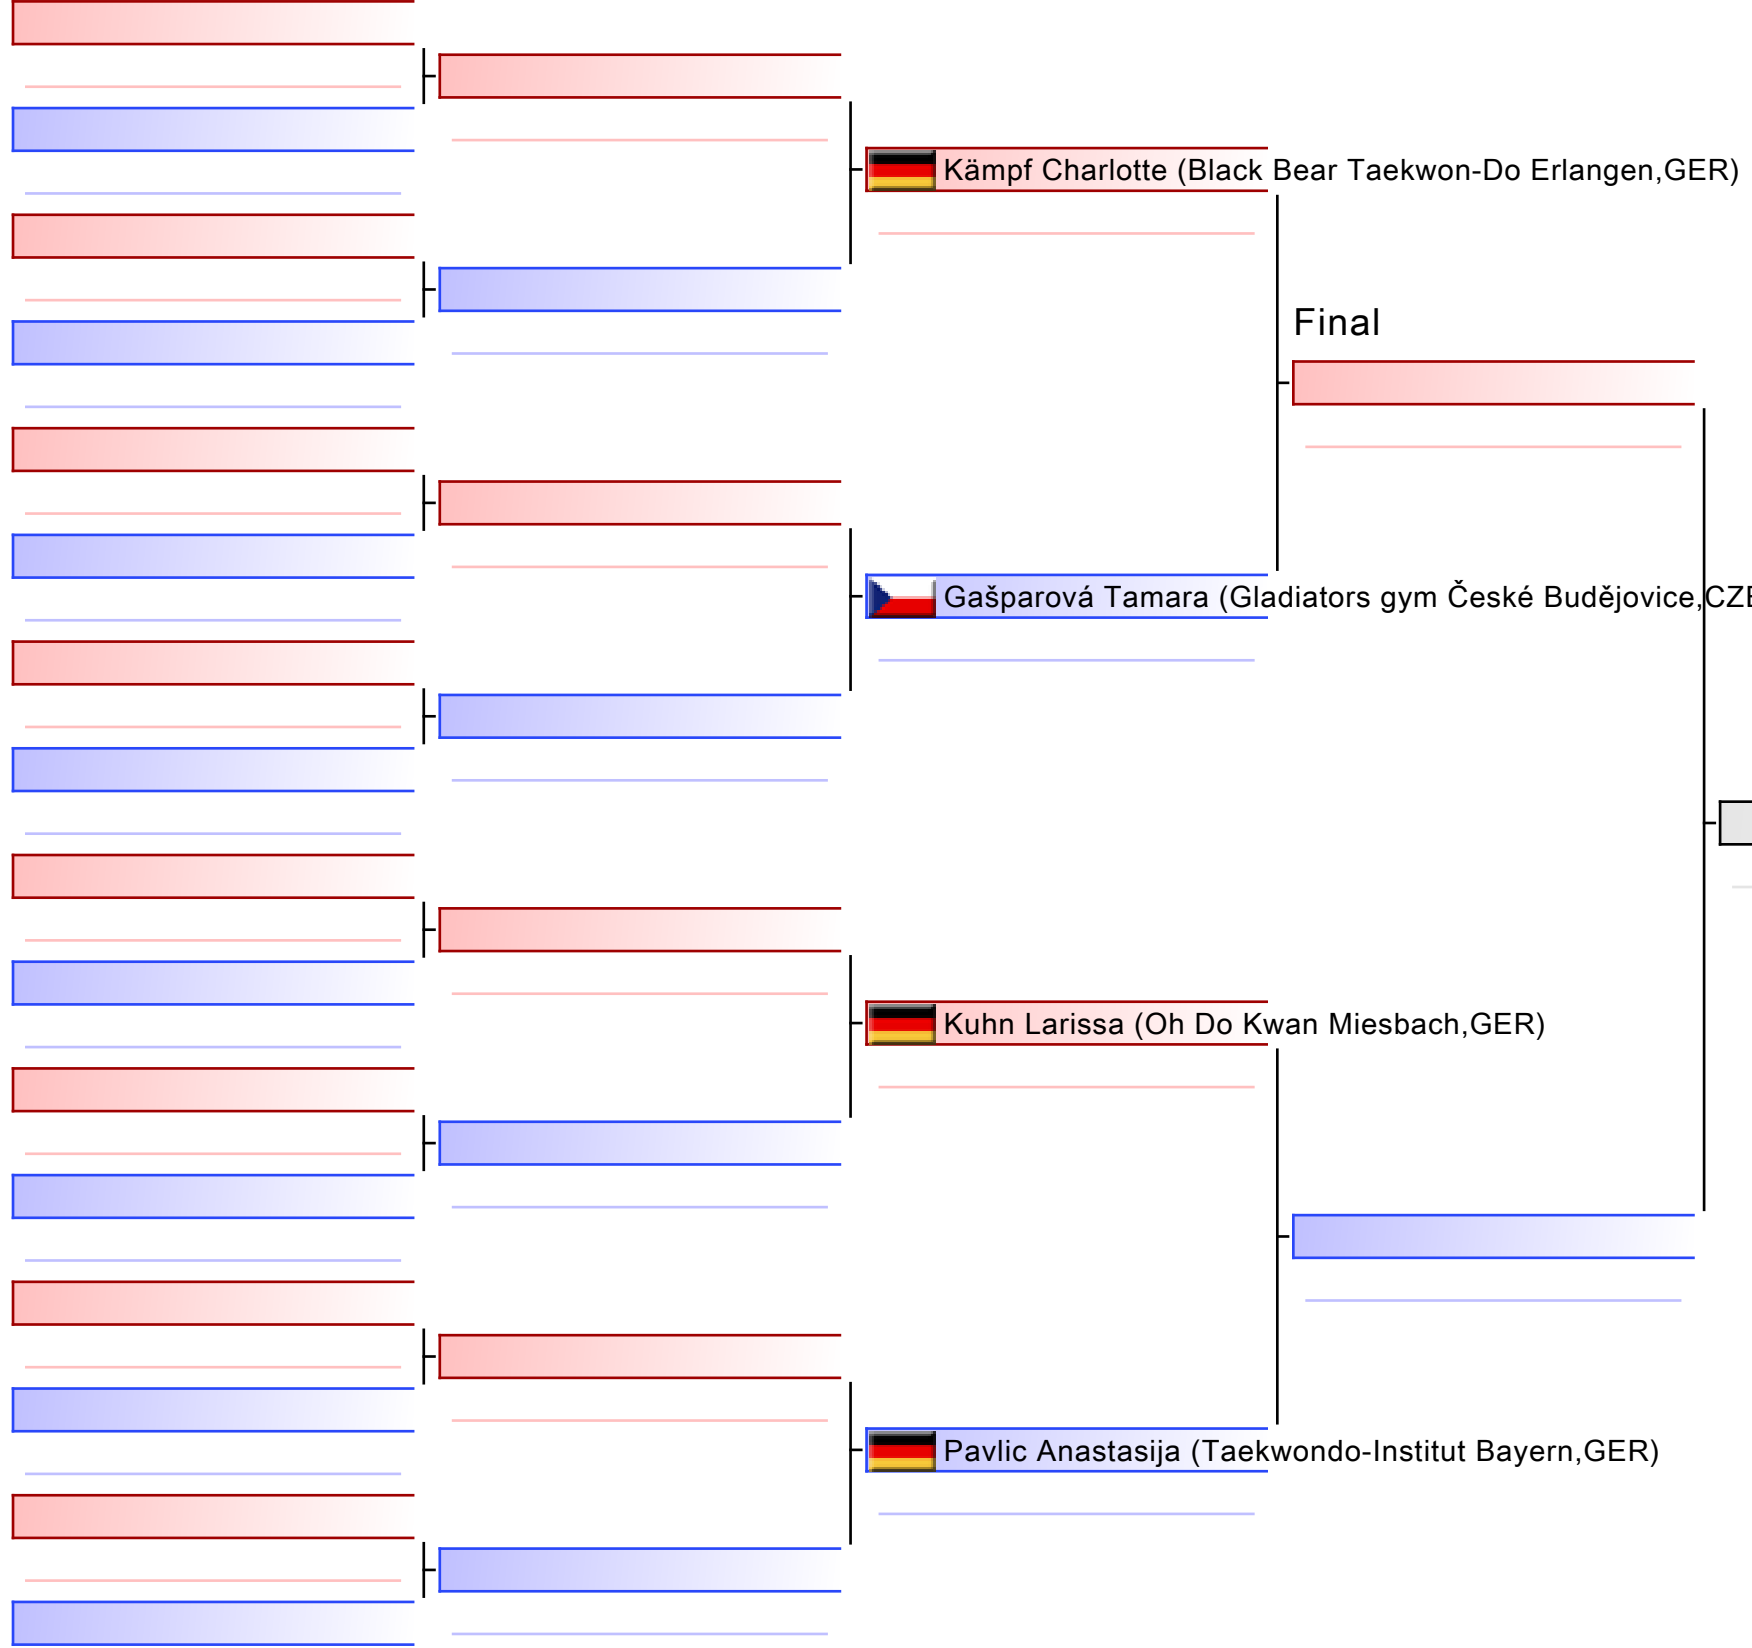 Kämpf Charlotte (Black Bear Taekwon-Do Erlangen,GER)
Final
Gašparová Tamara (Gladiators gym České Budějovice,CZE
Kuhn Larissa (Oh Do Kwan Miesbach,GER)
Pavlic Anastasija (Taekwondo-Institut Bayern,GER)